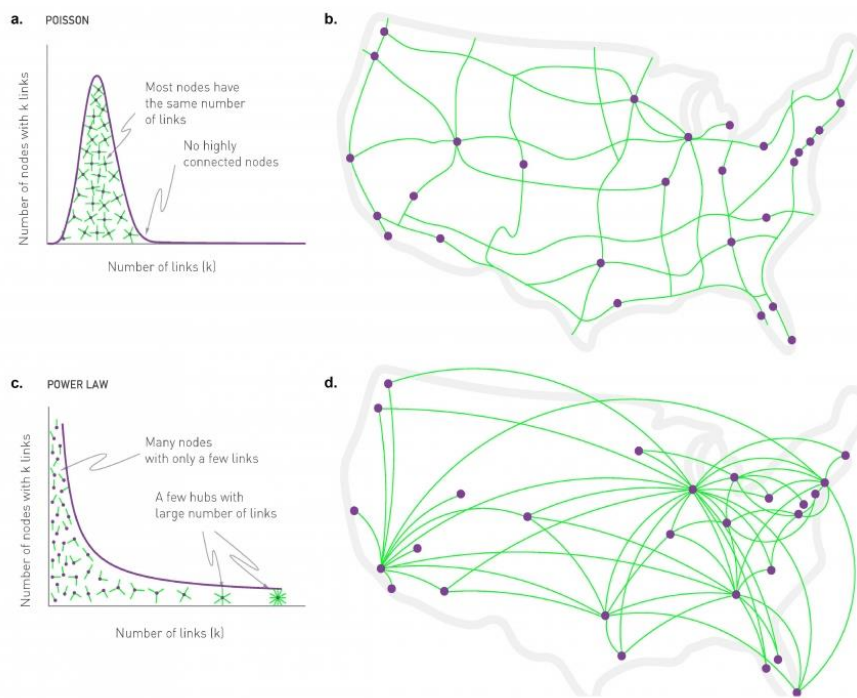 a. POISSON
Number of nodes with k links
Most nodes have
the same number
of links
No highly
connected nodes
Number of links (k)
b.
c. POWER LAW
Number of nodes with k links
Many nodes
with only a few links
A few hubs with
large number of links
Number of links (k)
d.